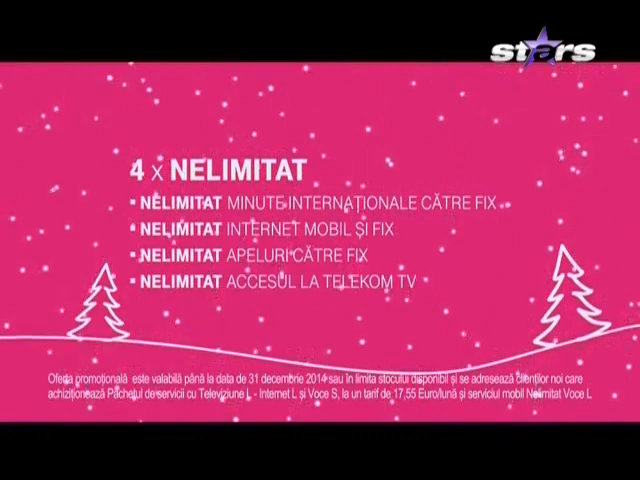 stars
4 x NELIMITAT
▪ NELIMITAT MINUTE INTERNAȚIONALE CĂTRE FIX
▪ NELIMITAT INTERNET MOBIL ȘI FIX
▪ NELIMITAT APELURI CĂTRE FIX
▪ NELIMITAT ACCESUL LA TELEKOM TV
Oferta promoțională este valabilă până la data de 31 decembrie 2014 sau în limita stocului disponibil și se adresează clienților noi care
achiziționează Pachetul de servicii cu Televiziune L - Internet L și Voce S, la un tarif de 17,55 Euro/lună și serviciul mobil Nelimitat Voce L